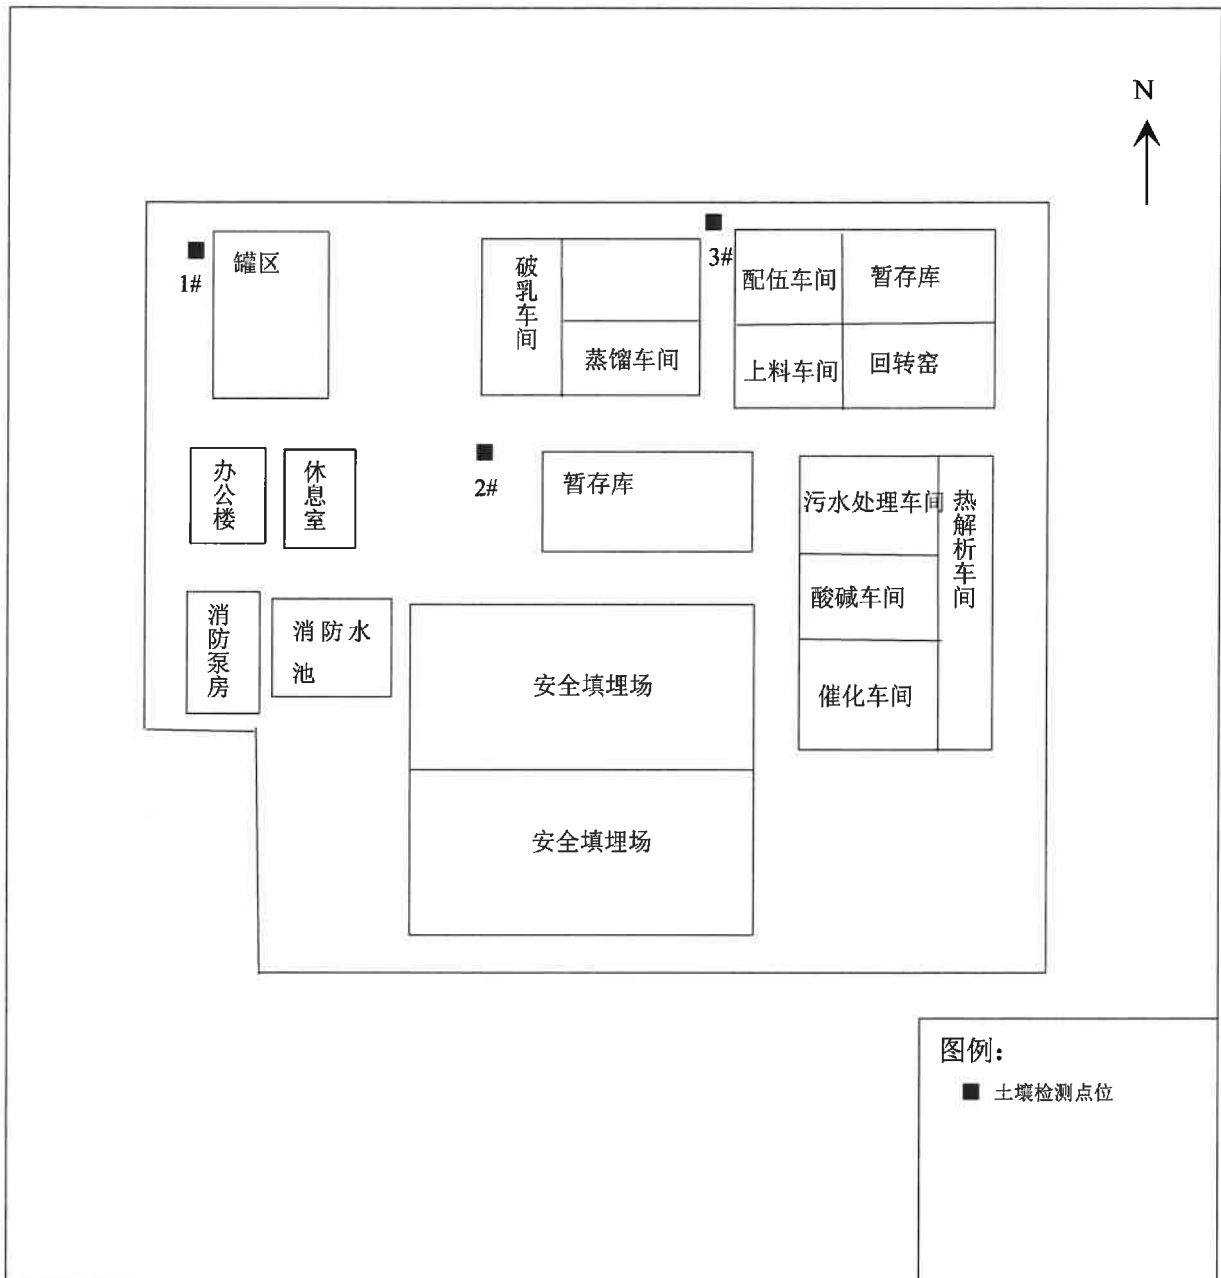 N
1#
罐区
破乳车间
蒸馏车间
3#
配伍车间
暂存库
上料车间
回转窑
办公楼
休息室
2#
暂存库
污水处理车间
热解析车间
酸碱车间
催化车间
消防泵房
消防水
池
安全填埋场
安全填埋场
图例：
土壤检测点位